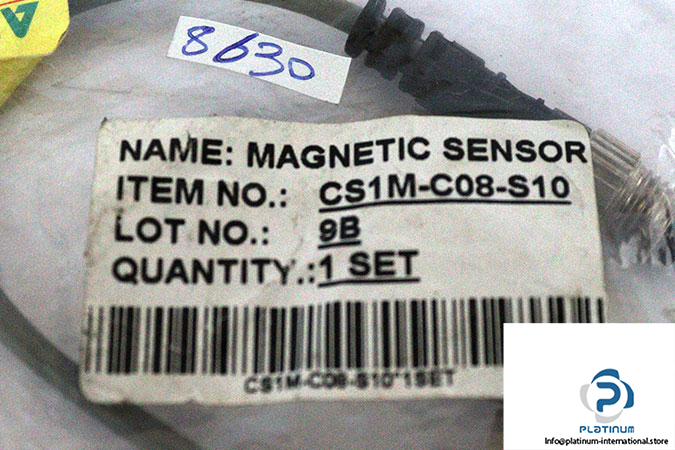 8630
NAME: MAGNETIC SENSOR
ITEM NO.: CS1M-C08-S10
LOT NO.: 9B
QUANTITY.: 1 SET
CS1M-C08-S10*1SET
PLATINUM
Info@platinum-international.store